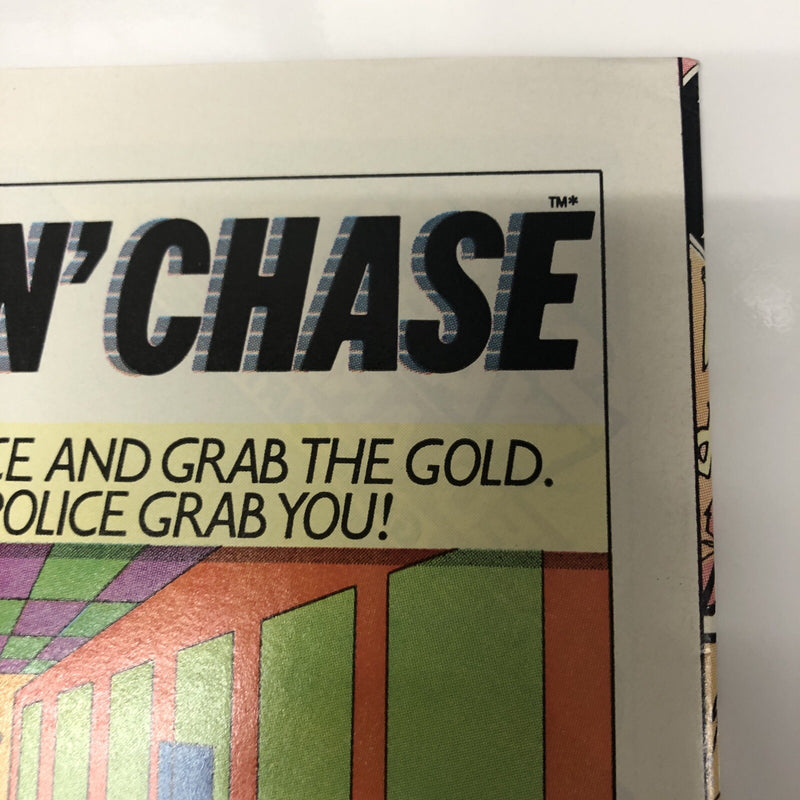 N' CHASE ™*
CE AND GRAB THE GOLD.
POLICE GRAB YOU!